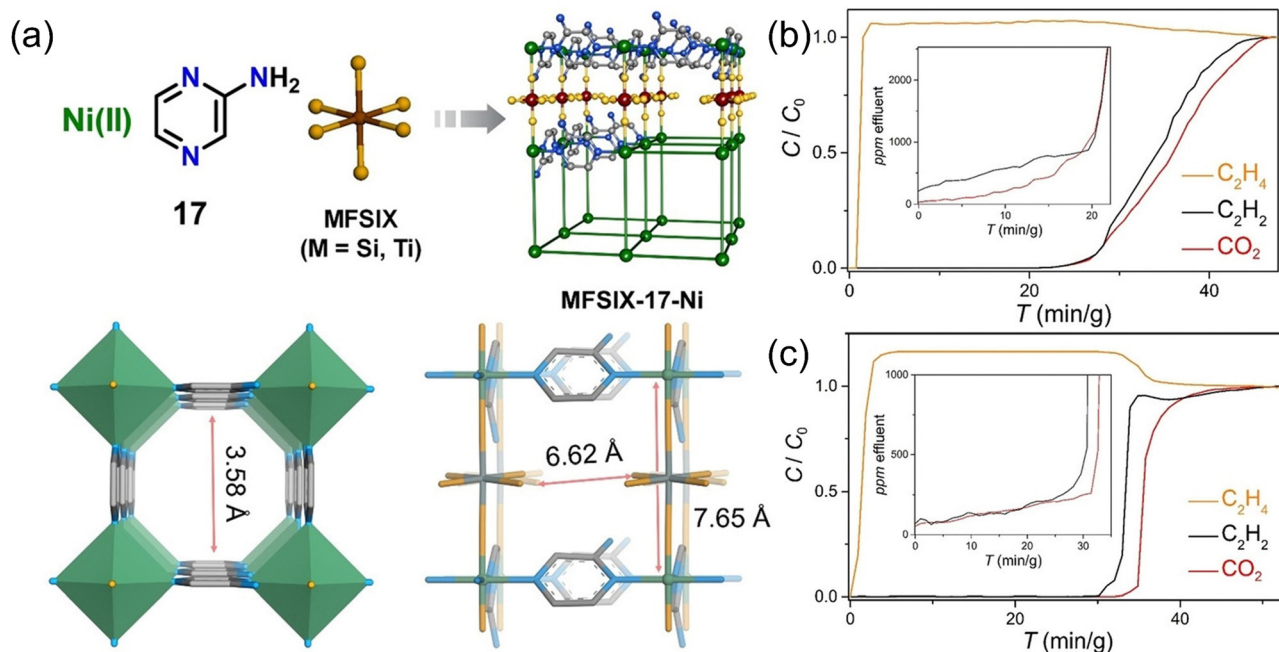 (a)
Ni(II)
N
N
NH2
17
MFSIX
(M = Si, Ti)
MFSIX-17-Ni
3.58 Å
6.62 Å
7.65 Å
(b)
C / C0
1.0
0.5
0.0
ppm effluent
2000
1000
0
0 10 20
T (min/g)
C2H4
C2H2
CO2
0 20 40
T (min/g)
(c)
C / C0
1.0
0.5
0.0
ppm effluent
1000
500
0
0 10 20 30
T (min/g)
C2H4
C2H2
CO2
0 20 40
T (min/g)